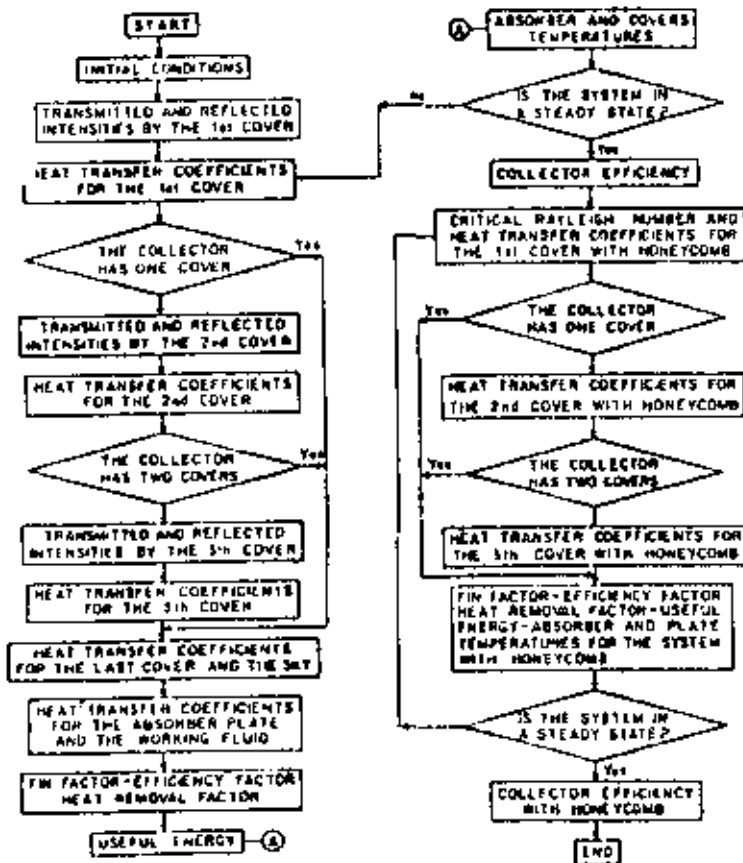 START
INITIAL CONDITIONS
TRANSMITTED AND REFLECTED
INTENSITIES BY THE 1st COVER
HEAT TRANSFER COEFFICIENTS
FOR THE 1st COVER
THE COLLECTOR
HAS ONE COVER
Yes
TRANSMITTED AND REFLECTED
INTENSITIES BY THE 2nd COVER
HEAT TRANSFER COEFFICIENTS
FOR THE 2nd COVER
THE COLLECTOR
HAS TWO COVERS
Yes
TRANSMITTED AND REFLECTED
INTENSITIES BY THE COVER
HEAT TRANSFER COEFFICIENTS
FOR THE COVER
HEAT TRANSFER COEFFICIENTS
FOR THE LAST COVER AND THE SKY
HEAT TRANSFER COEFFICIENTS
FOR THE ABSORBER PLATE
AND THE WORKING FLUID
FIN FACTOR-EFFICIENCY FACTOR
HEAT REMOVAL FACTOR
USEFUL ENERGY
A
A
ABSORBER AND COVERS
TEMPERATURES
IS THE SYSTEM IN
A STEADY STATE?
No
Yes
COLLECTOR EFFICIENCY
CRITICAL RAYLEIGH NUMBER AND
HEAT TRANSFER COEFFICIENTS FOR
THE 1st COVER WITH HONEYCOMB
Yes
THE COLLECTOR
HAS ONE COVER
HEAT TRANSFER COEFFICIENTS FOR
THE 2nd COVER WITH HONEYCOMB
Yes
THE COLLECTOR
HAS TWO COVERS
HEAT TRANSFER COEFFICIENTS FOR
THE COVER WITH HONEYCOMB
FIN FACTOR-EFFICIENCY FACTOR
HEAT REMOVAL FACTOR-USEFUL
ENERGY-ABSORBER AND PLATE
TEMPERATURES FOR THE SYSTEM
WITH HONEYCOMB
IS THE SYSTEM IN
A STEADY STATE?
Yes
COLLECTOR EFFICIENCY
WITH HONEYCOMB
END